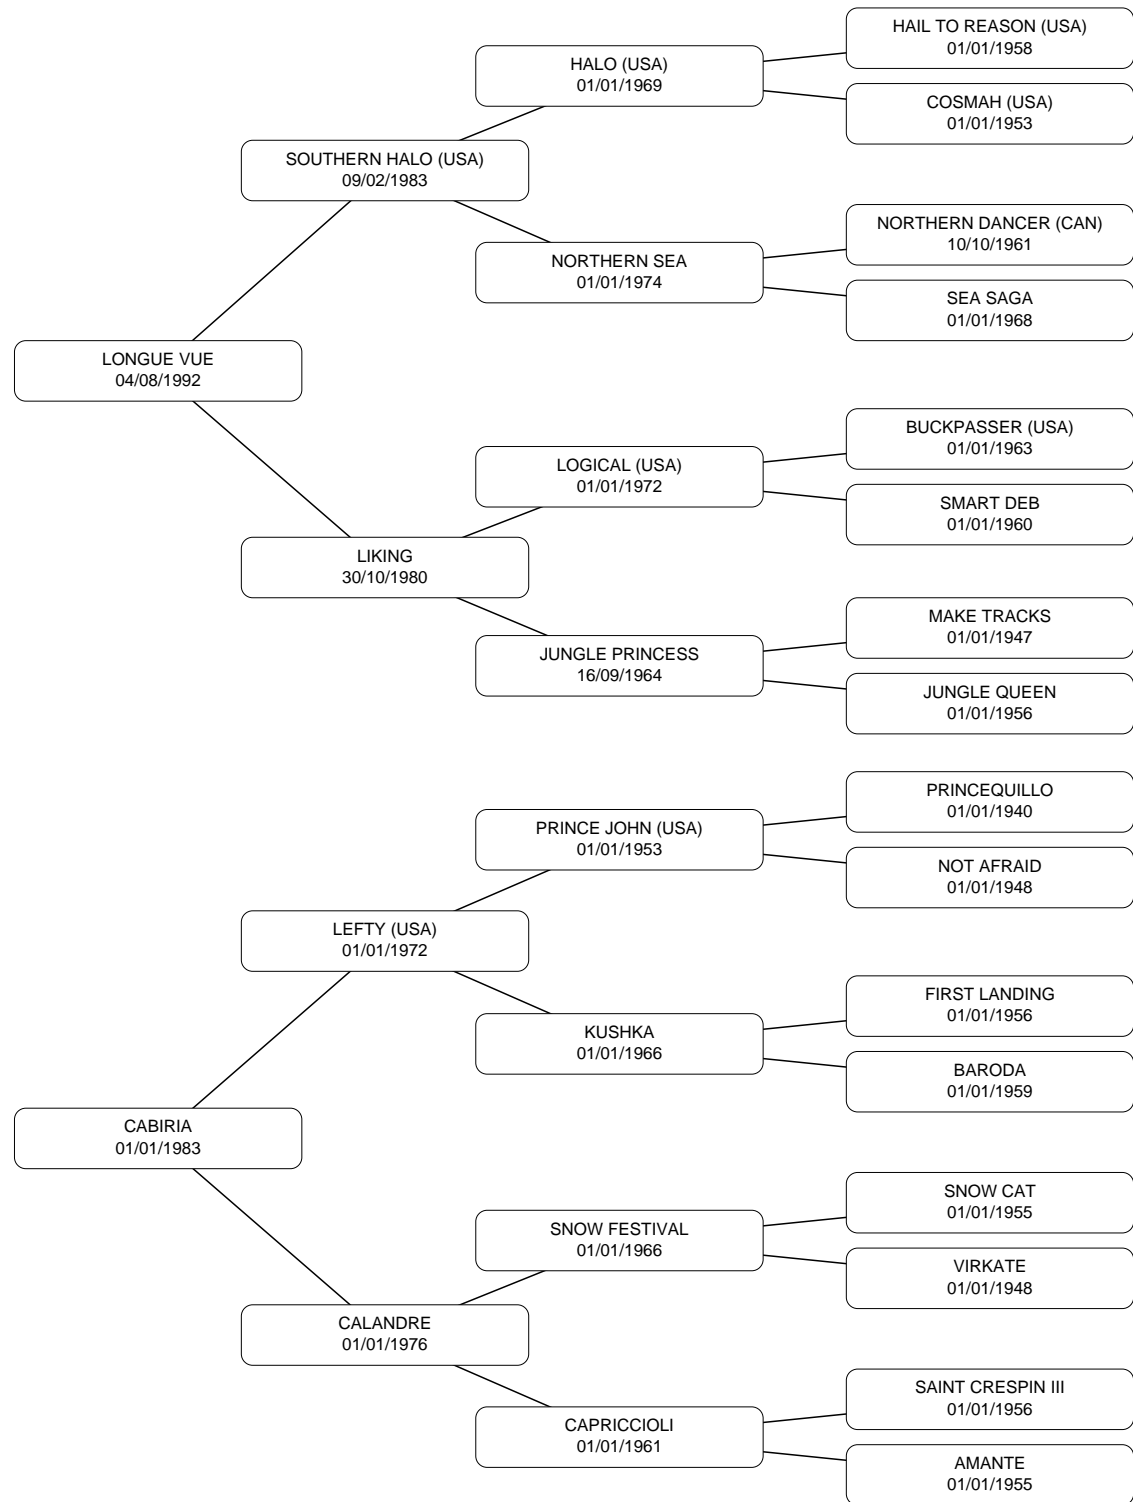 HAIL TO REASON (USA)
01/01/1958
HALO (USA)
01/01/1969
COSMAH (USA)
01/01/1953
SOUTHERN HALO (USA)
09/02/1983
NORTHERN DANCER (CAN)
10/10/1961
NORTHERN SEA
01/01/1974
SEA SAGA
01/01/1968
LONGUE VUE
04/08/1992
BUCKPASSER (USA)
01/01/1963
LOGICAL (USA)
01/01/1972
SMART DEB
01/01/1960
LIKING
30/10/1980
MAKE TRACKS
01/01/1947
JUNGLE PRINCESS
16/09/1964
JUNGLE QUEEN
01/01/1956
PRINCEQUILLO
01/01/1940
PRINCE JOHN (USA)
01/01/1953
NOT AFRAID
01/01/1948
LEFTY (USA)
01/01/1972
FIRST LANDING
01/01/1956
KUSHKA
01/01/1966
BARODA
01/01/1959
CABIRIA
01/01/1983
SNOW CAT
01/01/1955
SNOW FESTIVAL
01/01/1966
VIRKATE
01/01/1948
CALANDRE
01/01/1976
SAINT CRESPIN III
01/01/1956
CAPRICCIOLI
01/01/1961
AMANTE
01/01/1955